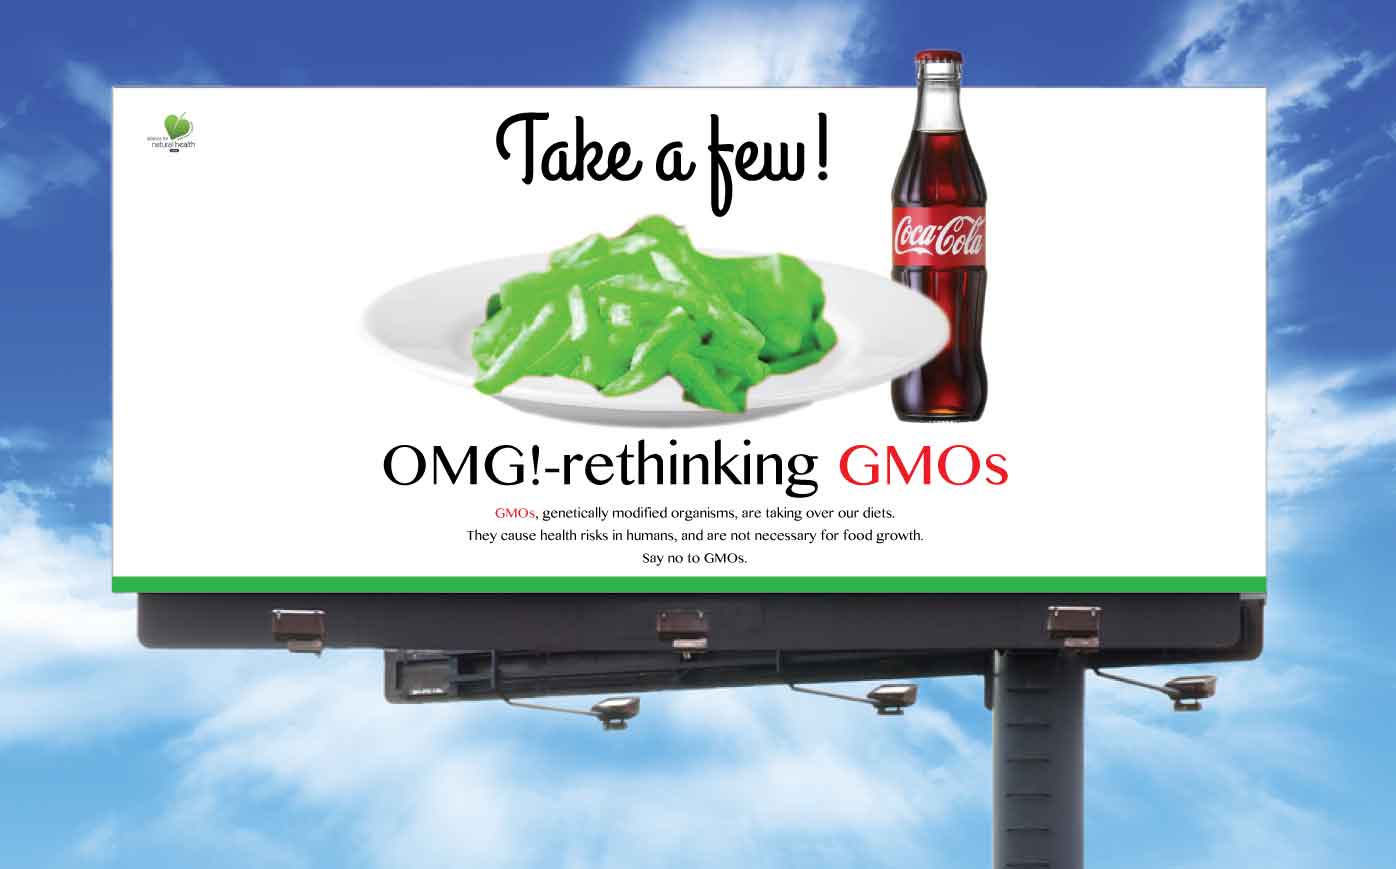 alliance for
natural health
Take a few!
Coca-Cola
OMG!-rethinking GMOs
GMOs, genetically modified organisms, are taking over our diets.
They cause health risks in humans, and are not necessary for food growth.
Say no to GMOs.